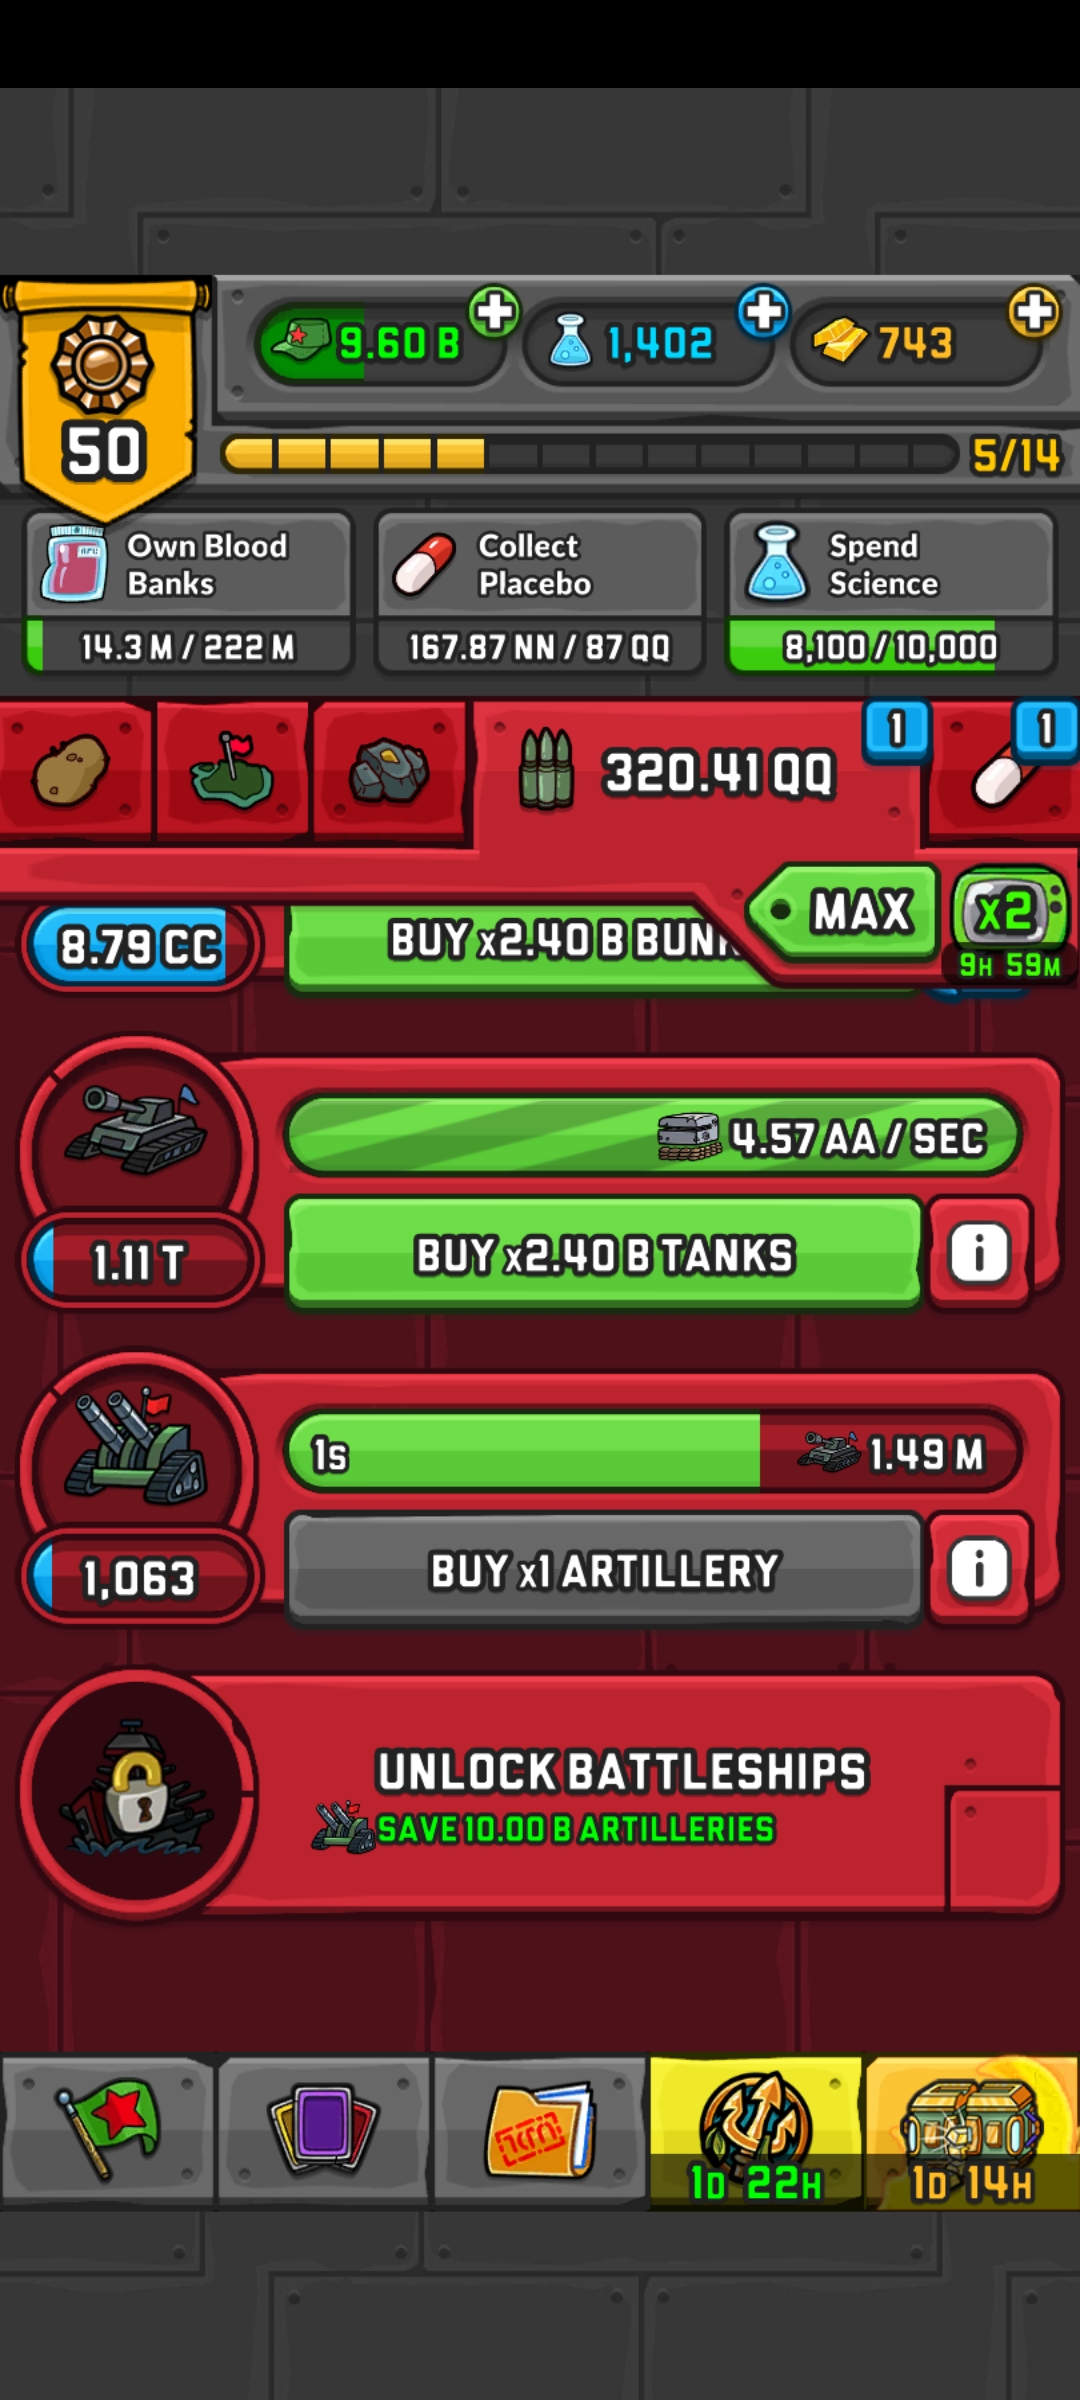 9.60 B
1,402
743
50
5/14
Own Blood Banks
14.3 M / 222 M
Collect Placebo
167.87 NN / 87 QQ
Spend Science
8,100 / 10,000
320.41 QQ
1
1
MAX
x2
9H 59M
8.79 CC
BUY x2.40 B
4.57 AA / SEC
1.11 T
BUY x2.40 B TANKS
i
1s
1.49 M
1,063
BUY x1 ARTILLERY
i
UNLOCK BATTLESHIPS
SAVE 10.00 B ARTILLERIES
1D 22H
1D 14H